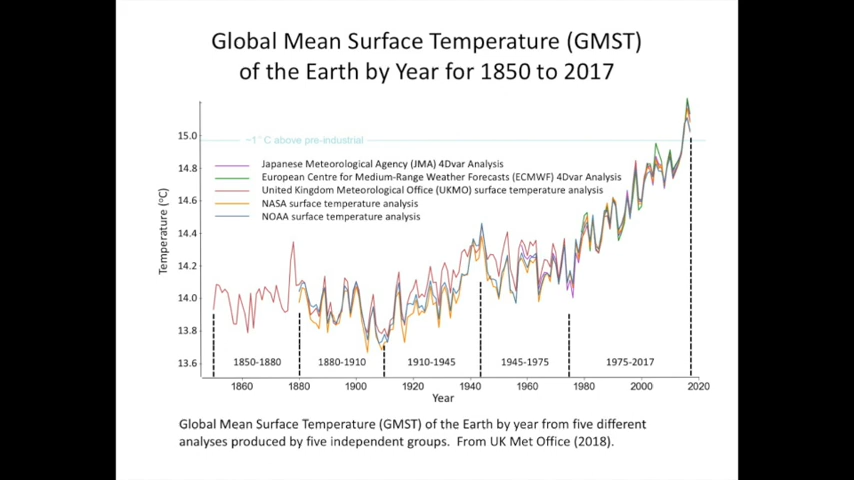 Global Mean Surface Temperature (GMST)
of the Earth by Year for 1850 to 2017
~1°C above pre-industrial
Japanese Meteorological Agency (JMA) 4Dvar Analysis
European Centre for Medium-Range Weather Forecasts (ECMWF) 4Dvar Analysis
United Kingdom Meteorological Office (UKMO) surface temperature analysis
NASA surface temperature analysis
NOAA surface temperature analysis
Temperature (°C)
15.0
14.8
14.6
14.4
14.2
14.0
13.8
13.6
1850-1880 1880-1910 1910-1945 1945-1975 1975-2017
1860 1880 1900 1920 1940 1960 1980 2000 2020
Year
Global Mean Surface Temperature (GMST) of the Earth by year from five different
analyses produced by five independent groups. From UK Met Office (2018).